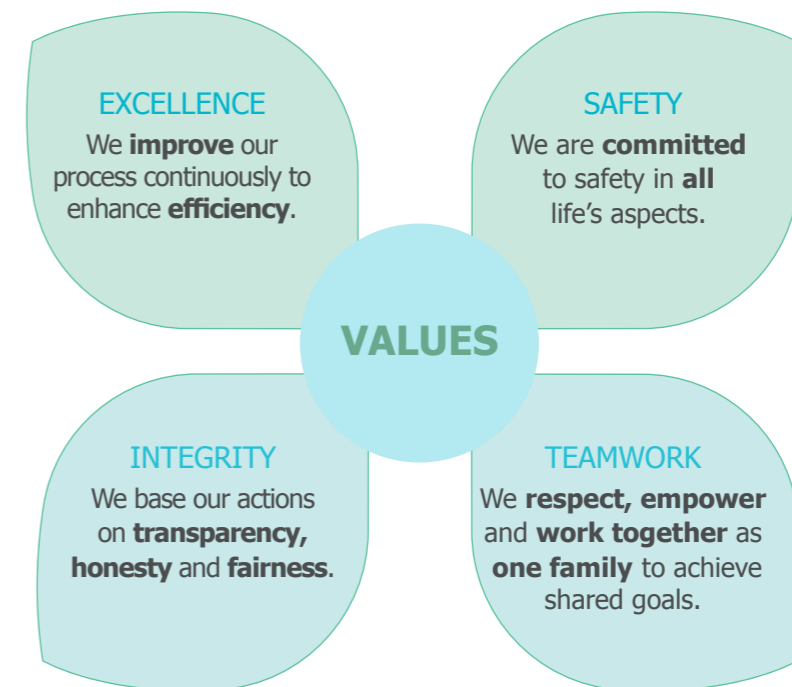 EXCELLENCE
We improve our
process continuously to
enhance efficiency.
SAFETY
We are committed
to safety in all
life’s aspects.
VALUES
INTEGRITY
We base our actions
on transparency,
honesty and fairness.
TEAMWORK
We respect, empower
and work together as
one family to achieve
shared goals.